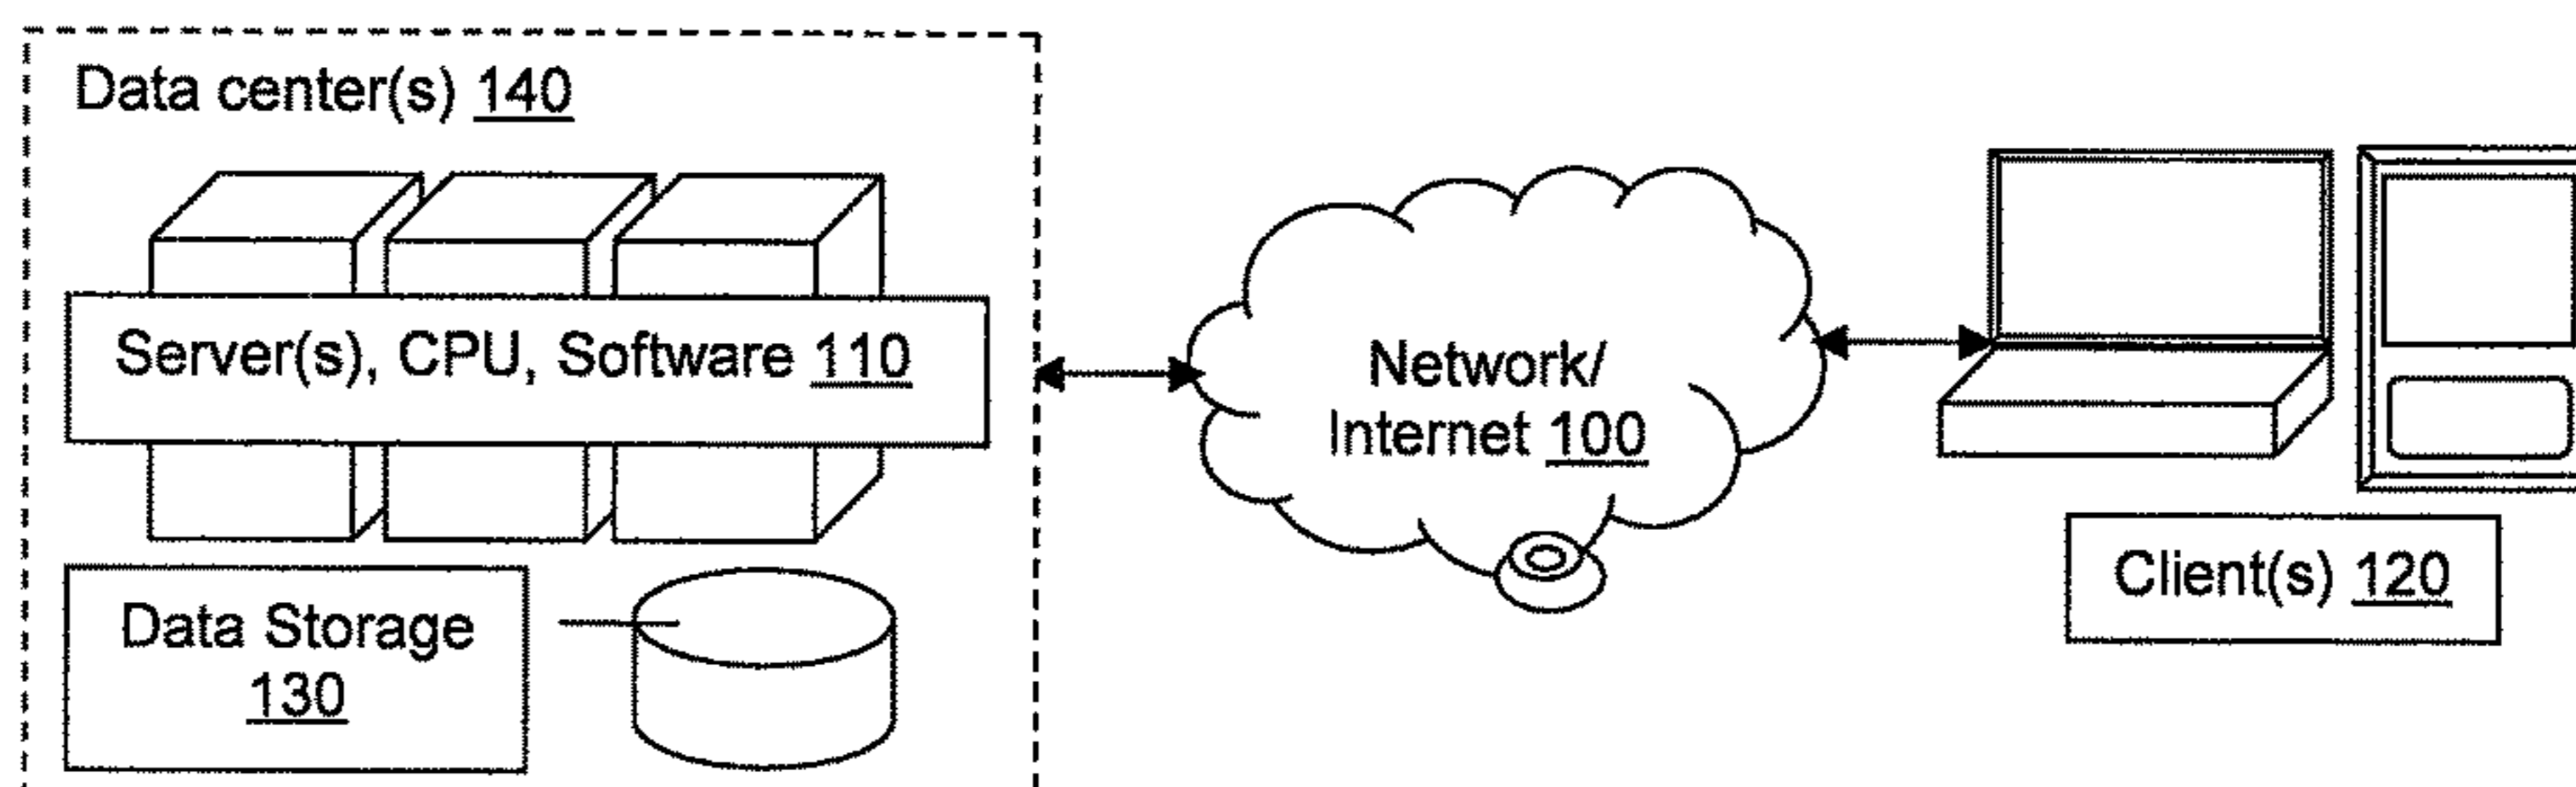 Data center(s) 140
Server(s), CPU, Software 110
Data Storage
130
Network/
Internet 100
Client(s) 120